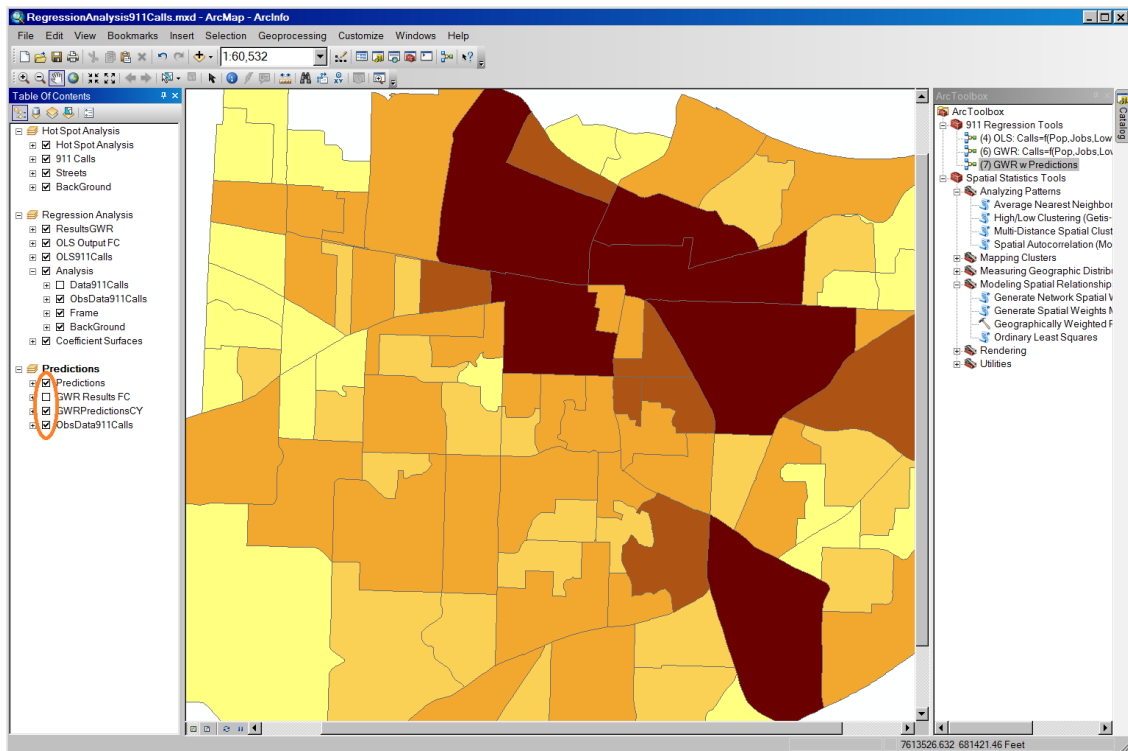 RegressionAnalysis911Calls.mxd - ArcMap - ArcInfo
File Edit View Bookmarks Insert Selection Geoprocessing Customize Windows Help
1:60,532
Table Of Contents
Hot Spot Analysis
Hot Spot Analysis
911 Calls
Streets
BackGround
Regression Analysis
ResultsGWR
OLS Output FC
OLS911Calls
Analysis
Data911Calls
ObsData911Calls
Frame
BackGround
Coefficient Surfaces
Predictions
Predictions
GWR Results FC
GWRPredictionsCY
ObsData911Calls
ArcToolbox
ArcToolbox
911 Regression Tools
(4) OLS: Calls=f(Pop,Jobs,Low
(6) GWR: Calls=f(Pop,Jobs,Lov
(7) GWR w Predictions
Spatial Statistics Tools
Analyzing Patterns
Average Nearest Neighbor
High/Low Clustering (Getis-
Multi-Distance Spatial Clust
Spatial Autocorrelation (Mo
Mapping Clusters
Measuring Geographic Distribu
Modeling Spatial Relationship
Generate Network Spatial W
Generate Spatial Weights M
Geographically Weighted R
Ordinary Least Squares
Rendering
Utilities
Catalog
7613526.632 681421.46 Feet